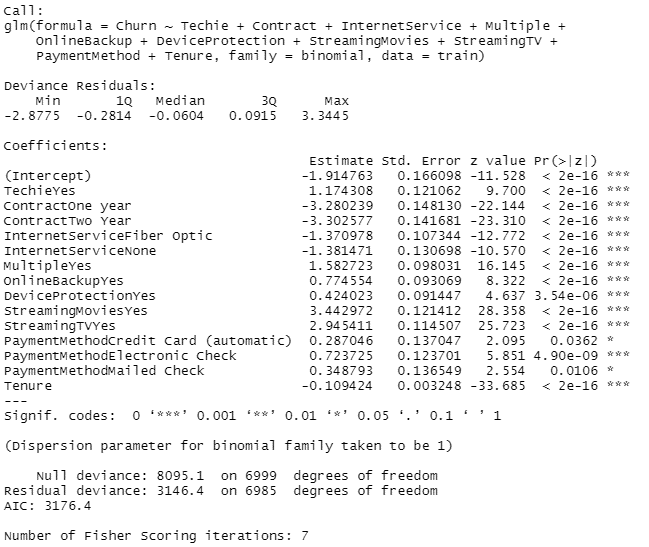 Call:
glm(formula = Churn ~ Techie + Contract + InternetService + Multiple +
    OnlineBackup + DeviceProtection + StreamingMovies + StreamingTV +
    PaymentMethod + Tenure, family = binomial, data = train)

Deviance Residuals:
    Min       1Q   Median       3Q      Max
-2.8775  -0.2814  -0.0604   0.0915   3.3445

Coefficients:
                                      Estimate Std. Error z value Pr(>|z|)
(Intercept)                          -1.914763   0.166098 -11.528  < 2e-16 ***
TechieYes                             1.174308   0.121062   9.700  < 2e-16 ***
ContractOne year                     -3.280239   0.148130 -22.144  < 2e-16 ***
ContractTwo Year                     -3.302577   0.141681 -23.310  < 2e-16 ***
InternetServiceFiber Optic           -1.370978   0.107344 -12.772  < 2e-16 ***
InternetServiceNone                  -1.381471   0.130698 -10.570  < 2e-16 ***
MultipleYes                           1.582723   0.098031  16.145  < 2e-16 ***
OnlineBackupYes                       0.774554   0.093069   8.322  < 2e-16 ***
DeviceProtectionYes                   0.424023   0.091447   4.637 3.54e-06 ***
StreamingMoviesYes                    3.442972   0.121412  28.358  < 2e-16 ***
StreamingTVYes                        2.945411   0.114507  25.723  < 2e-16 ***
PaymentMethodCredit Card (automatic)  0.287046   0.137047   2.095   0.0362 *
PaymentMethodElectronic Check         0.723725   0.123701   5.851 4.90e-09 ***
PaymentMethodMailed Check             0.348793   0.136549   2.554   0.0106 *
Tenure                               -0.109424   0.003248 -33.685  < 2e-16 ***
---
Signif. codes:  0 ‘***’ 0.001 ‘**’ 0.01 ‘*’ 0.05 ‘.’ 0.1 ‘ ’ 1

(Dispersion parameter for binomial family taken to be 1)

    Null deviance: 8095.1  on 6999  degrees of freedom
Residual deviance: 3146.4  on 6985  degrees of freedom
AIC: 3176.4

Number of Fisher Scoring iterations: 7